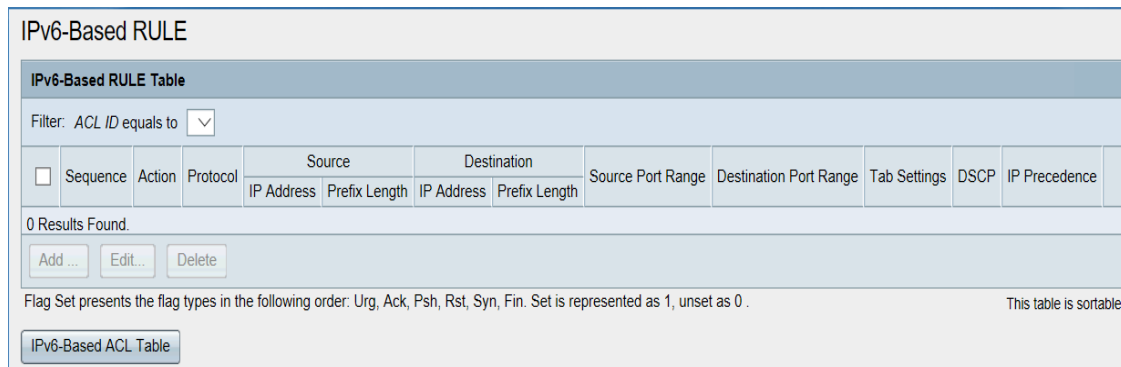 IPv6-Based RULE
IPv6-Based RULE Table
Filter: ACL ID equals to
Sequence Action Protocol Source Destination Source Port Range Destination Port Range Tab Settings DSCP IP Precedence
IP Address Prefix Length IP Address Prefix Length
0 Results Found.
Add ... Edit... Delete
Flag Set presents the flag types in the following order: Urg, Ack, Psh, Rst, Syn, Fin. Set is represented as 1, unset as 0 . This table is sortable
IPv6-Based ACL Table